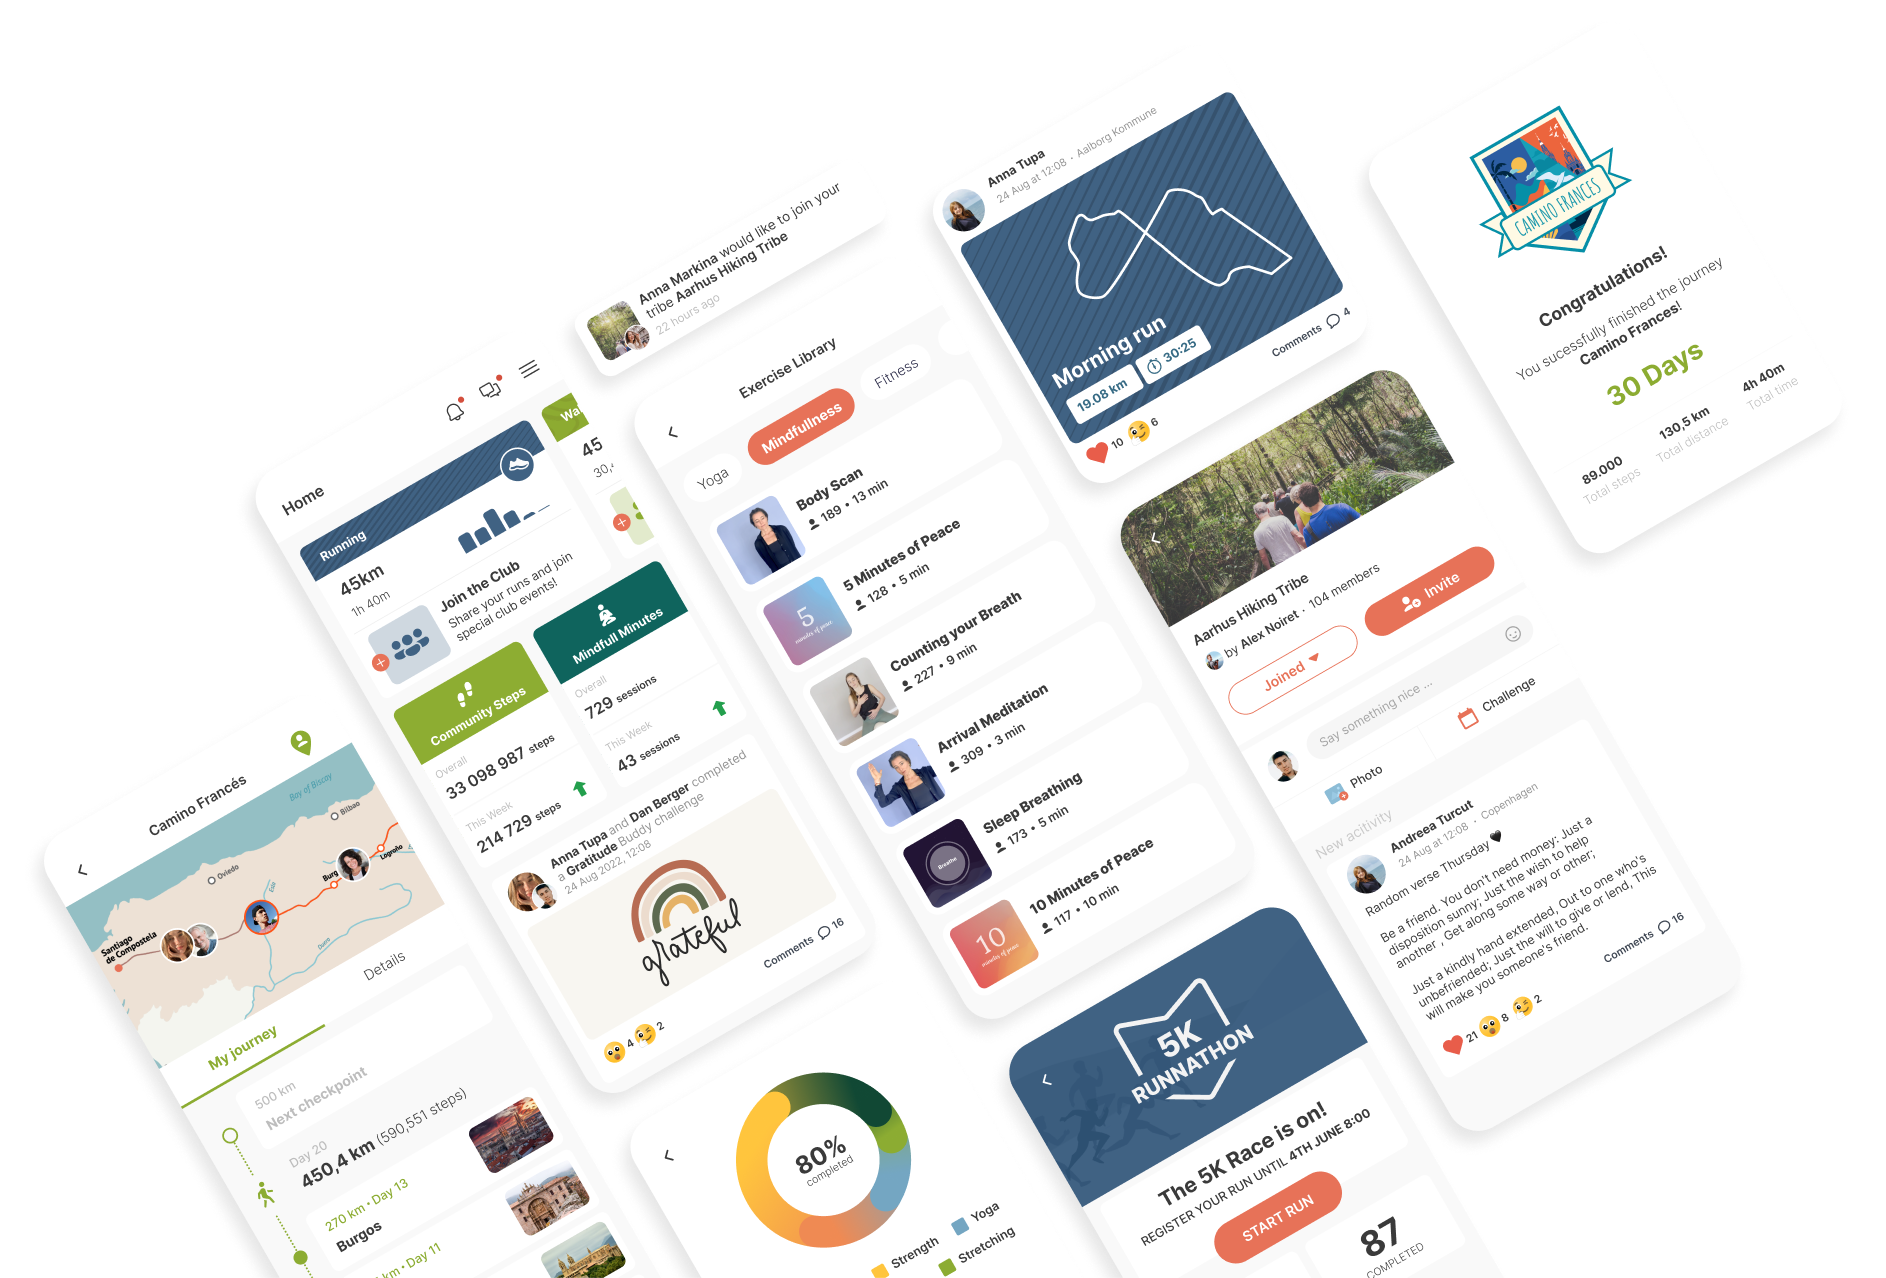 Camino Francés
Bay of Biscay
Bilbao
Oviedo
Logroño
Burg
Esla
Duero
Santiago
de Compostela
My journey
Details
500 km
Next checkpoint
Day 20
450,4 km (590,551 steps)
270 km • Day 13
Burgos
km • Day 11
Home
Running
45km
1h 40m
Join the Club
Share your runs and join
special club events!
Wa
45
30,4
Community Steps
Overall
33 098 987 steps
This Week
214 729 steps
Mindfull Minutes
Overall
729 sessions
This Week
43 sessions
Anna Tupa and Dan Berger completed
a Gratitude Buddy challenge
24 Aug 2022, 12:08
grateful
Comments 16
4
2
Anna Markina would like to join your
tribe Aarhus Hiking Tribe
22 hours ago
Exercise Library
Yoga
Mindfullness
Fitness
Body Scan
189 • 13 min
5
minutes of peace
5 Minutes of Peace
128 • 5 min
Counting your Breath
227 • 9 min
Arrival Meditation
309 • 3 min
Breathe
Sleep Breathing
173 • 5 min
10
minutes of peace
10 Minutes of Peace
117 • 10 min
80%
completed
Strength
Yoga
Stretching
Anna Tupa
24 Aug at 12:08 • Aalborg Kommune
Morning run
19.08 km
30:25
10
6
Comments 4
Aarhus Hiking Tribe
by Alex Noiret • 104 members
Joined
Invite
Say something nice ...
Photo
Challenge
New acitivity
Andreea Turcut
24 Aug at 12:08 • Copenhagen
Random verse Thursday 🖤
Be a friend. You don't need money: Just a
disposition sunny; Just the wish to help
another , Get along some way or other;
Just a kindly hand extended, Out to one who's
unbefriended; Just the will to give or lend, This
will make you someone's friend.
Comments 16
21
8
2
5K
RUNNATHON
The 5K Race is on!
REGISTER YOUR RUN UNTIL 4TH JUNE 8:00
START RUN
87
COMPLETED
CAMINO FRANCES
Congratulations!
You sucessfully finished the journey
Camino Frances!
30 Days
89.000
Total steps
130,5 km
Total distance
4h 40m
Total time